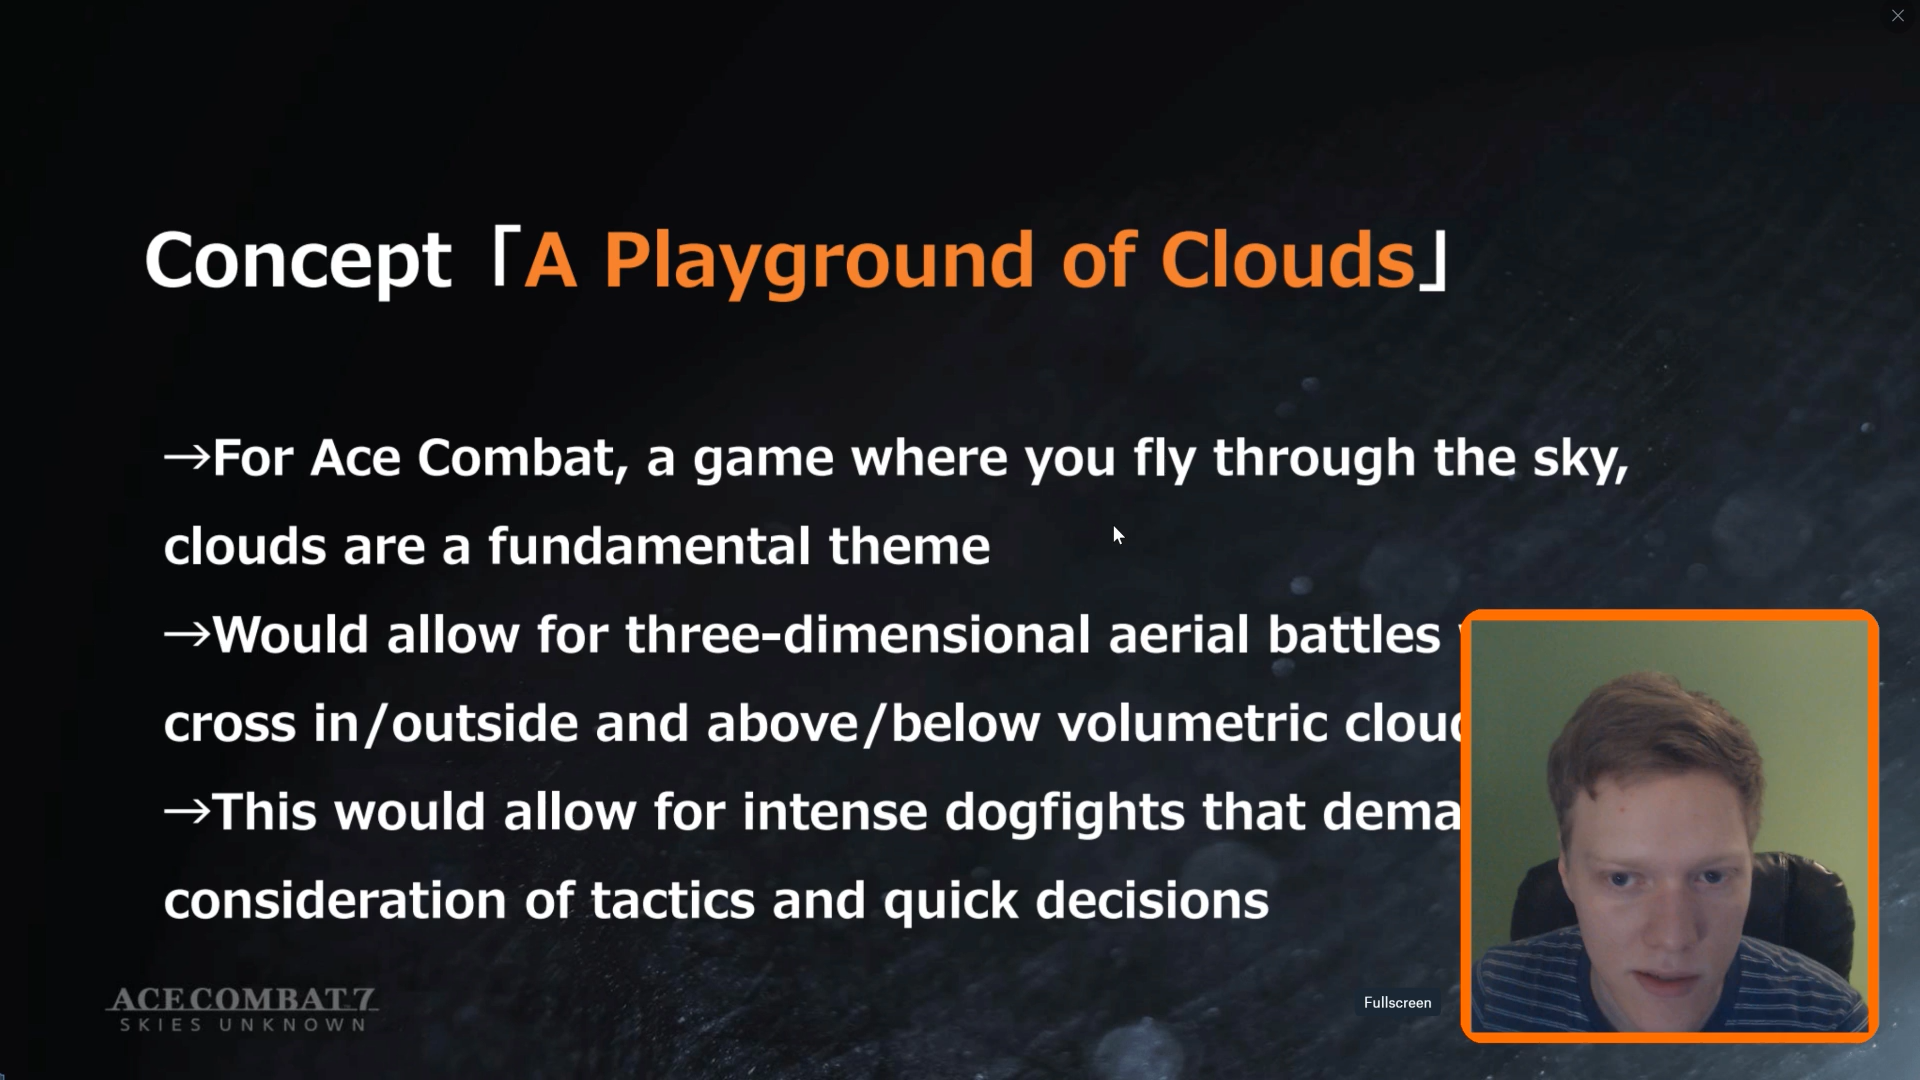 Concept「A Playground of Clouds」
→For Ace Combat, a game where you fly through the sky,
clouds are a fundamental theme
→Would allow for three-dimensional aerial battles
cross in/outside and above/below volumetric
→This would allow for intense dogfights that
consideration of tactics and quick decisions
ACE COMBAT 7
SKIES UNKNOWN
Fullscreen